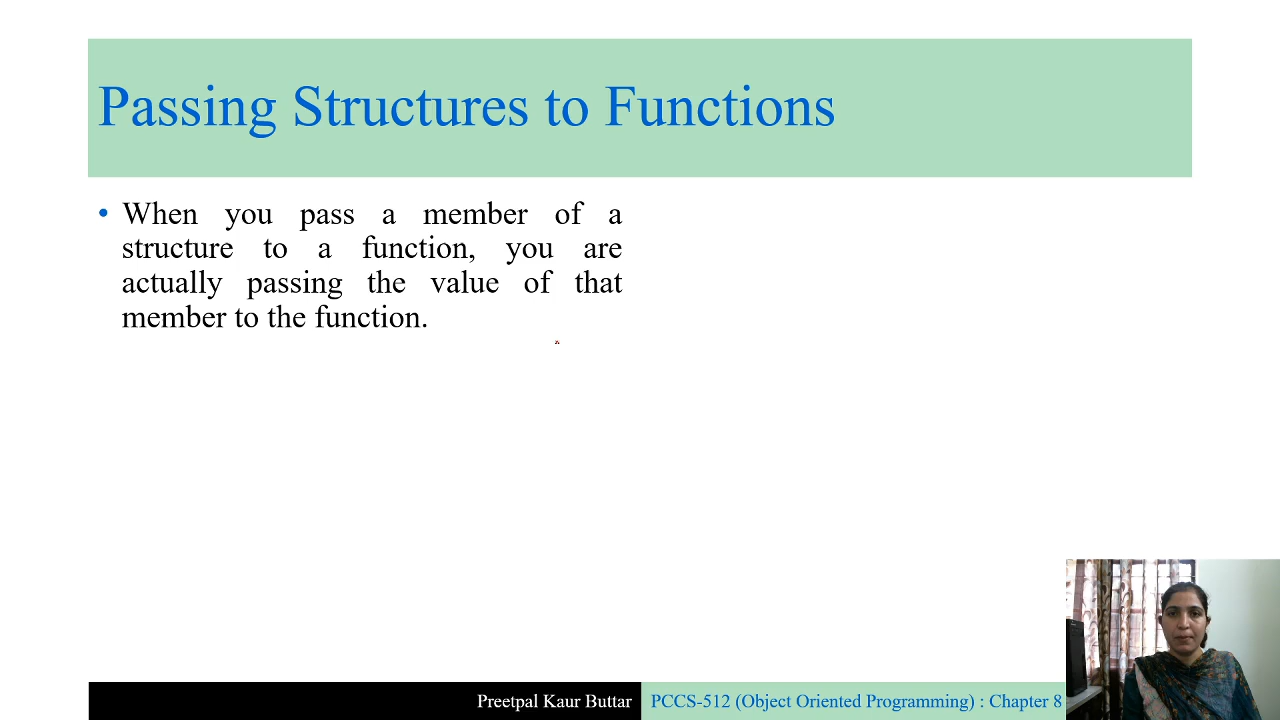 Passing Structures to Functions
• When you pass a member of a
structure to a function, you are
actually passing the value of that
member to the function.
Preetpal Kaur Buttar
PCCS-512 (Object Oriented Programming) : Chapter 8